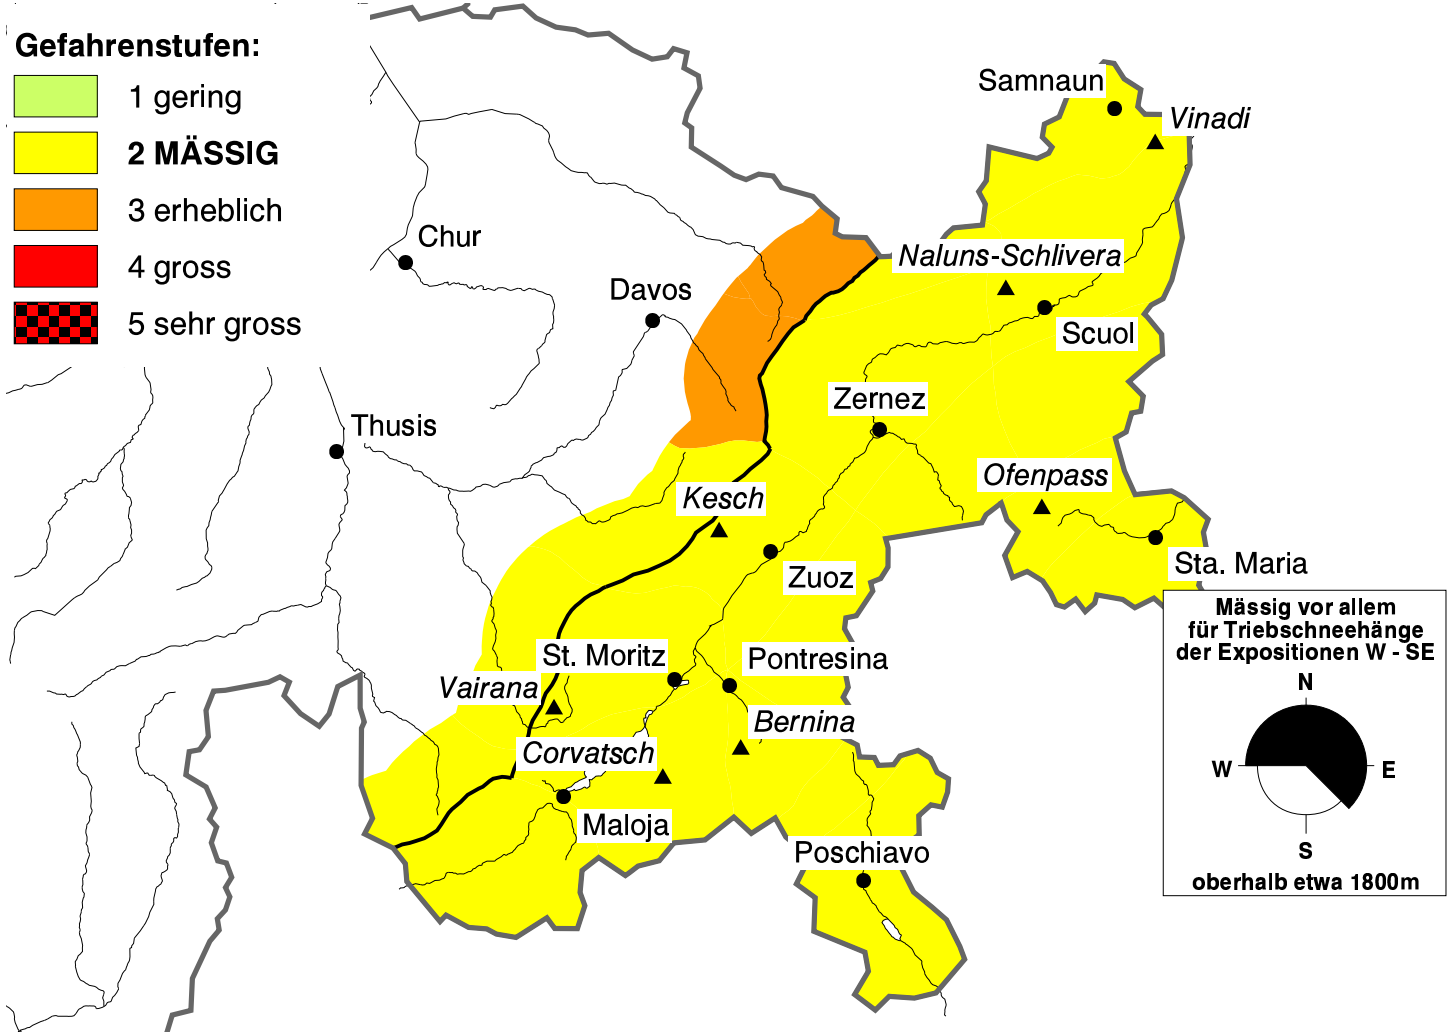 Gefahrenstufen:
1 gering
2 MÄSSIG
3 erheblich
4 gross
5 sehr gross
Samnaun
Vinadi
Chur
Naluns-Schlivera
Davos
Scuol
Zernez
Thusis
Ofenpass
Kesch
Sta. Maria
Zuoz
St. Moritz
Pontresina
Vairana
Bernina
Corvatsch
Maloja
Poschiavo
Mässig vor allem
für Triebschneehänge
der Expositionen W - SE
N
W
E
S
oberhalb etwa 1800m